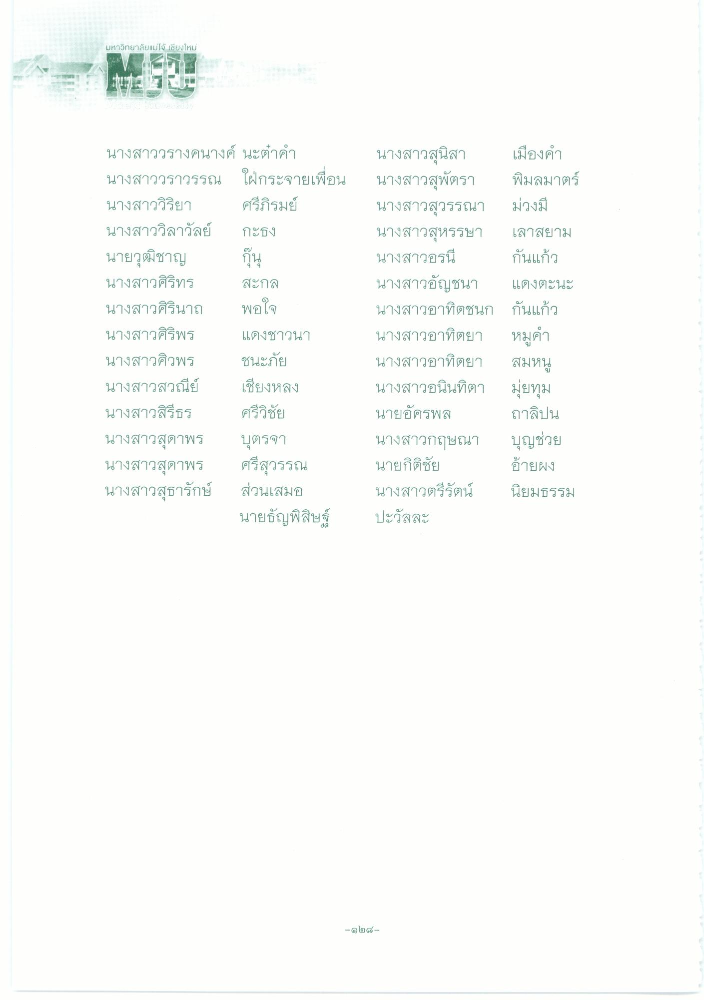 มหาวิทยาลัยแม่โจ้ เชียงใหม่
MJU
Maejo University
นางสาววรางคนางค์ นะต๋าคำ นางสาวสุนิสา เมืองคำ
นางสาววราวรรณ ใฝ่กระจายเพื่อน นางสาวสุพัตรา พิมลมาตร์
นางสาววิริยา ศรีภิรมย์ นางสาวสุวรรณา ม่วงมี
นางสาววิลาวัลย์ กะธง นางสาวสุหรรษา เลาสยาม
นายวุฒิชาญ กุ๊นุ นางสาวอรนี กันแก้ว
นางสาวศิริทร สะกล นางสาวอัญชนา แดงตะนะ
นางสาวศิรินาถ พอใจ นางสาวอาทิตชนก กันแก้ว
นางสาวศิริพร แดงชาวนา นางสาวอาทิตยา หมูคำ
นางสาวศิวพร ชนะภัย นางสาวอาทิตยา สมหนู
นางสาวสวณีย์ เชียงหลง นางสาวอนินทิตา มุ่ยทุม
นางสาวสิรีธร ศรีวิชัย นายอัครพล ถาลิปน
นางสาวสุดาพร บุตรจา นางสาวกฤษณา บุญช่วย
นางสาวสุดาพร ศรีสุวรรณ นายกิติชัย อ้ายผง
นางสาวสุธารักษ์ ส่วนเสมอ นางสาวตรีรัตน์ นิยมธรรม
นายธัญพิสิษฐ์ ปะวัลละ
-๑๒๘-